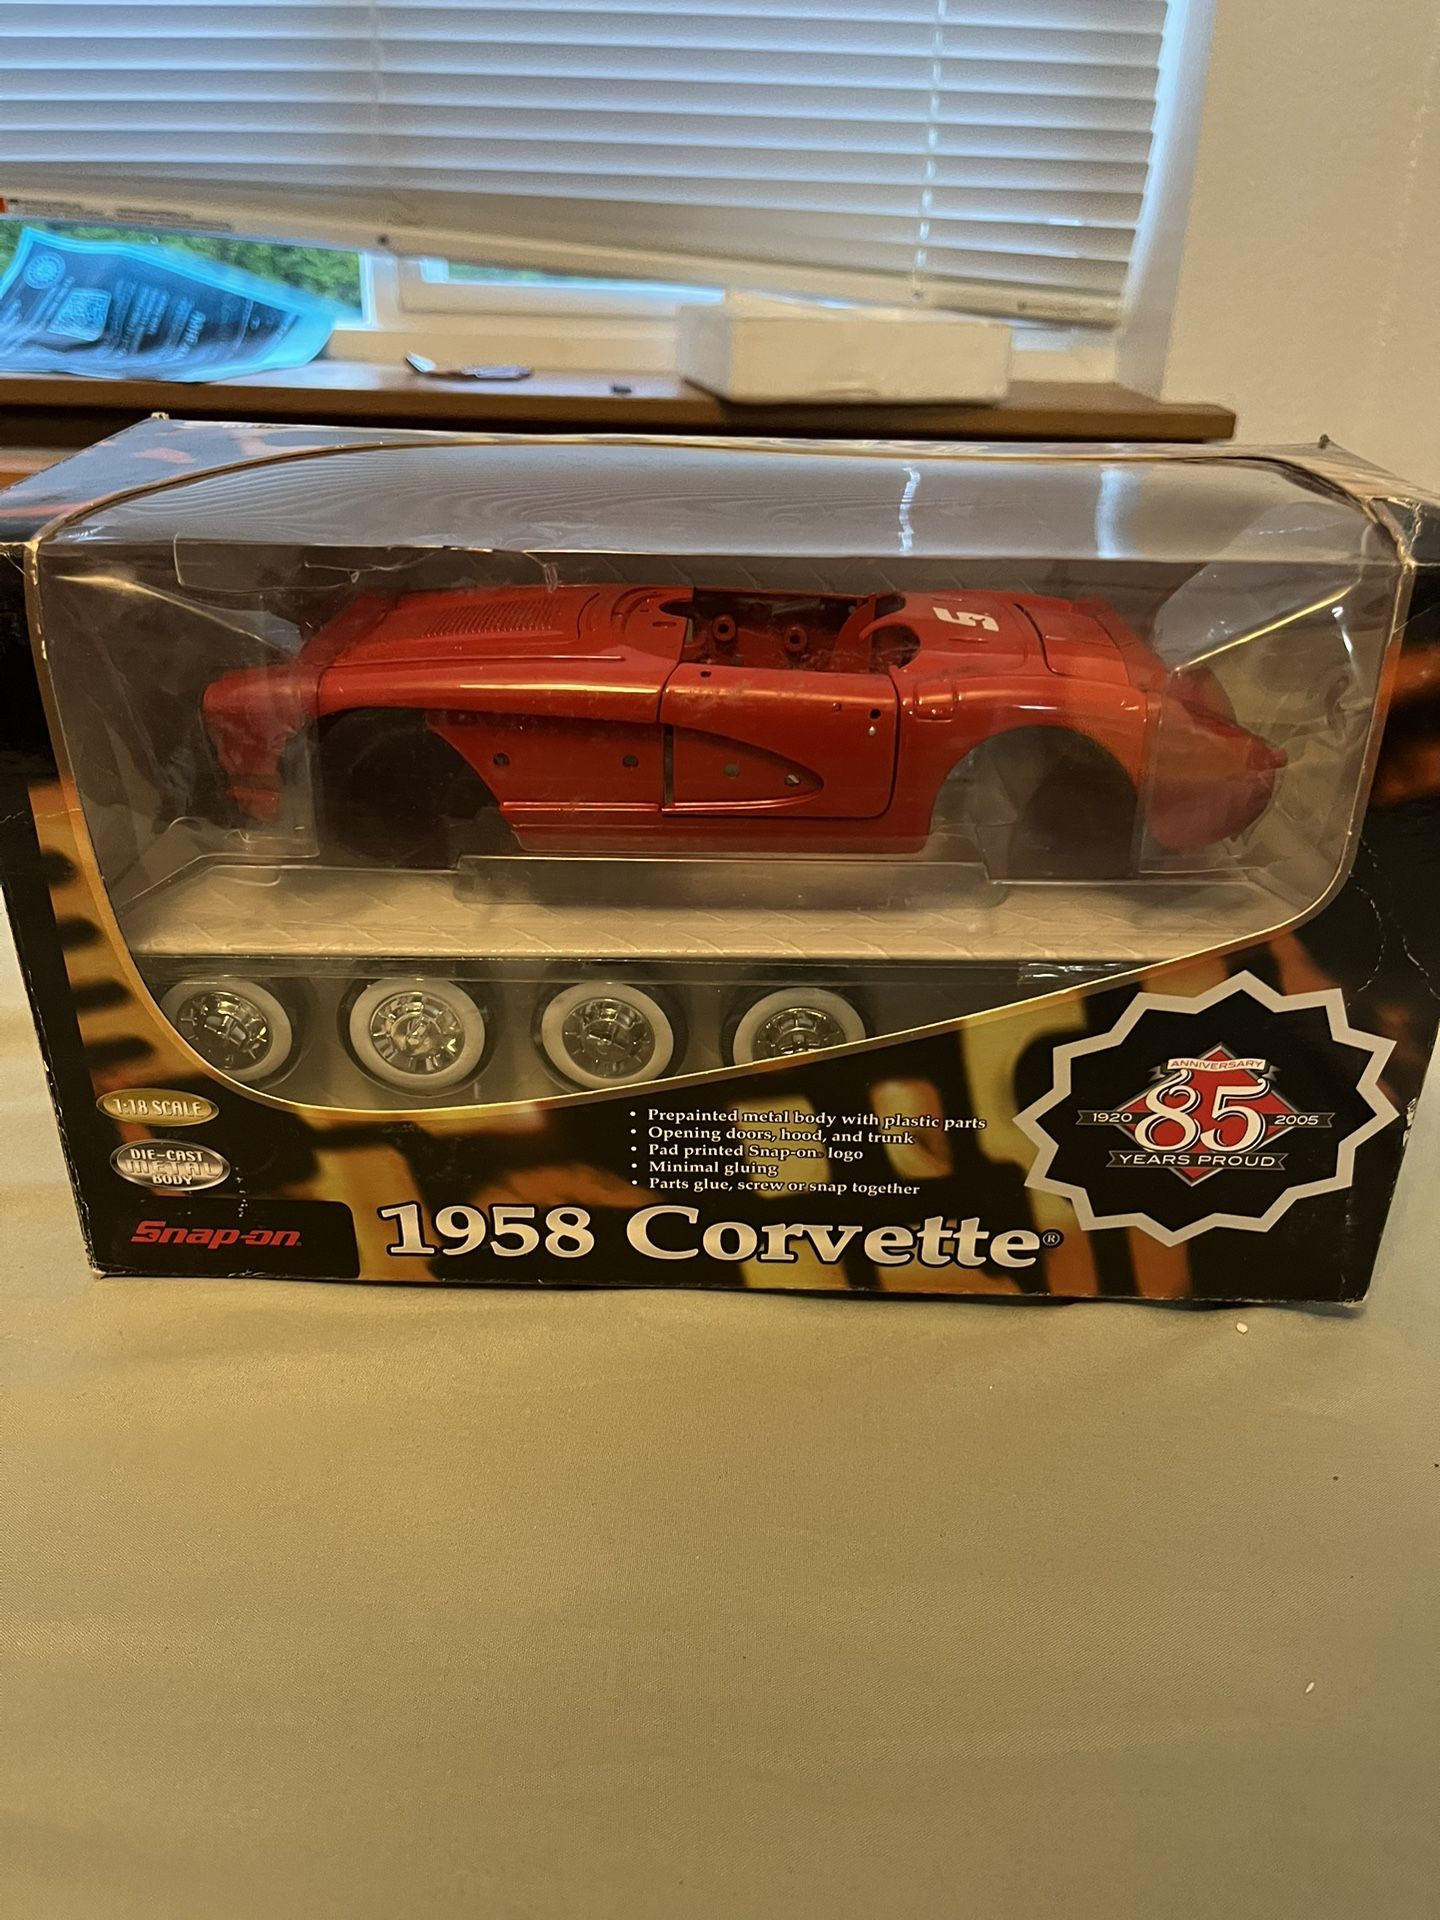 5
1:18 SCALE
DIE-CAST
METAL
BODY
Snap-on
• Prepainted metal body with plastic parts
• Opening doors, hood, and trunk
• Pad printed Snap-on logo
• Minimal gluing
• Parts glue, screw or snap together
1958 Corvette®
ANNIVERSARY
1920 85 2005
YEARS PROUD